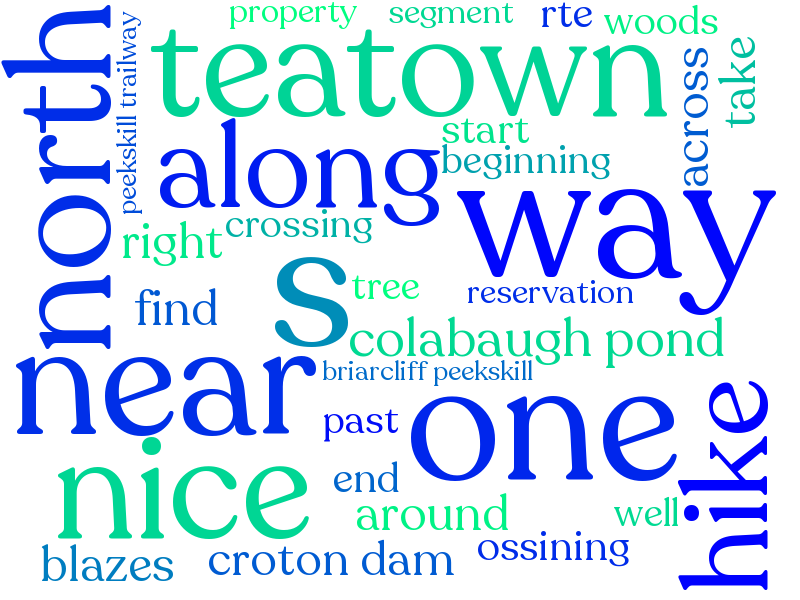 property
segment
rte
woods
north
peekskill trailway
teatown
across
take
start
along
beginning
way
right
crossing
s
tree
reservation
find
colabaugh pond
near
briarcliff peekskill
one
hike
past
nice
end
around
well
blazes
croton dam
ossining